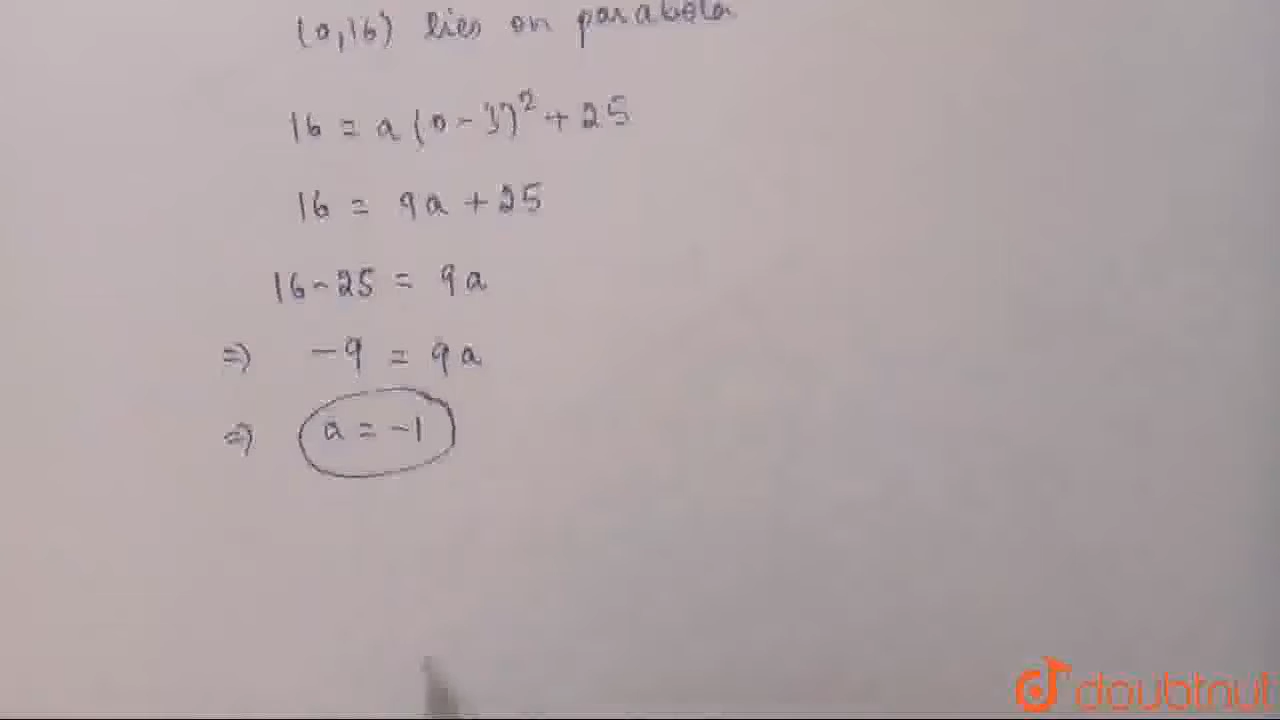 (0,16) lies on parabola
16 = a (0 - 3)² + 25
16 = 9a + 25
16 - 25 = 9a
=> -9 = 9a
=> a = -1
doubtnut